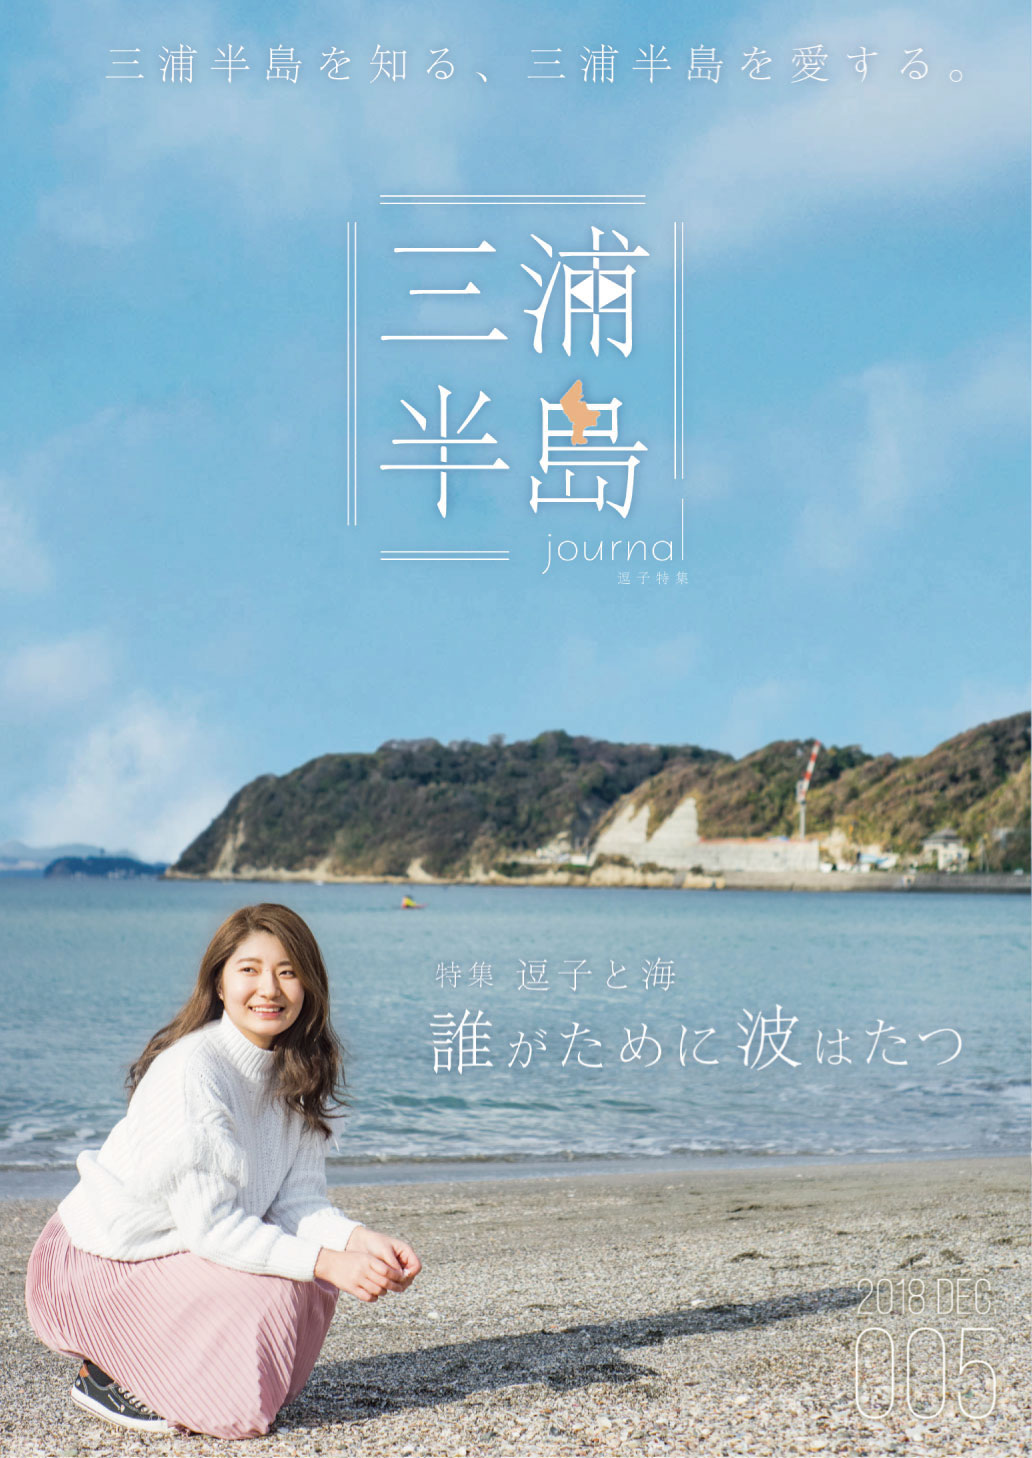 三浦半島を知る、三浦半島を愛する。
三浦
半島
journal
逗子特集
特集 逗子と海
誰がために波はたつ
2018 DEC.
005